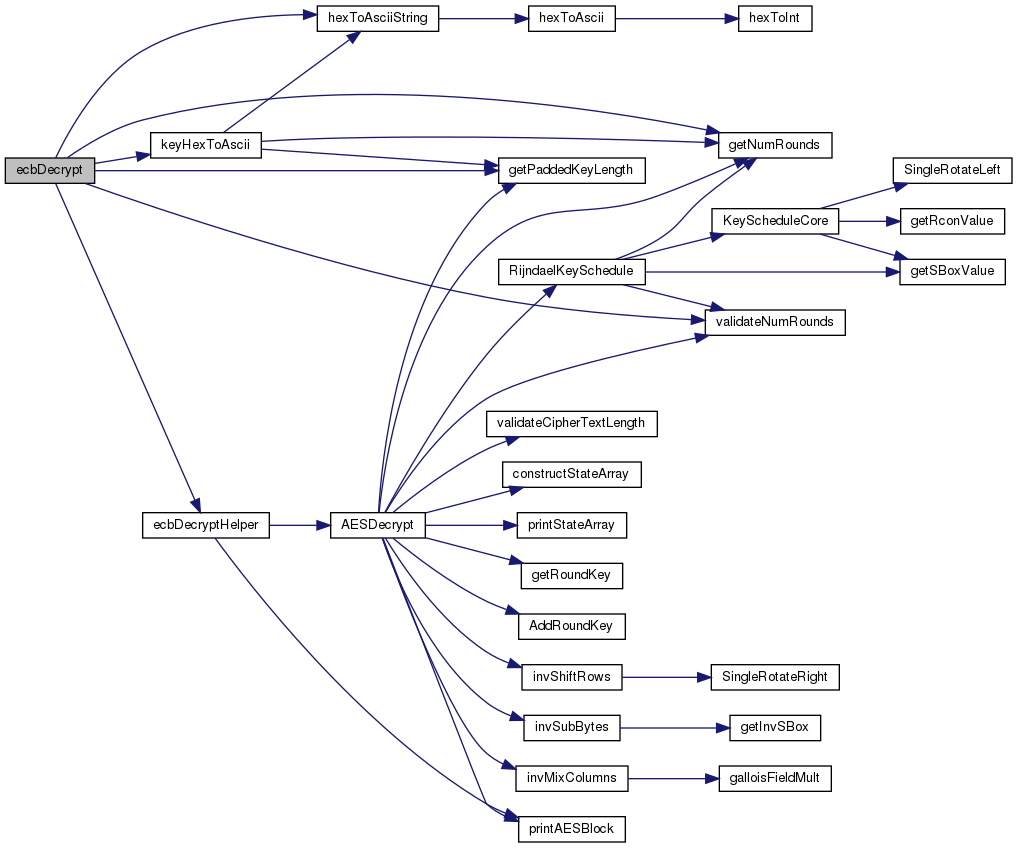 hexToAsciiString
hexToAscii
hexToInt
keyHexToAscii
getNumRounds
ecbDecrypt
getPaddedKeyLength
SingleRotateLeft
KeyScheduleCore
getRconValue
RijndaelKeySchedule
getSBoxValue
validateNumRounds
validateCipherTextLength
constructStateArray
ecbDecryptHelper
AESDecrypt
printStateArray
getRoundKey
AddRoundKey
invShiftRows
SingleRotateRight
invSubBytes
getInvSBox
invMixColumns
galloisFieldMult
printAESBlock